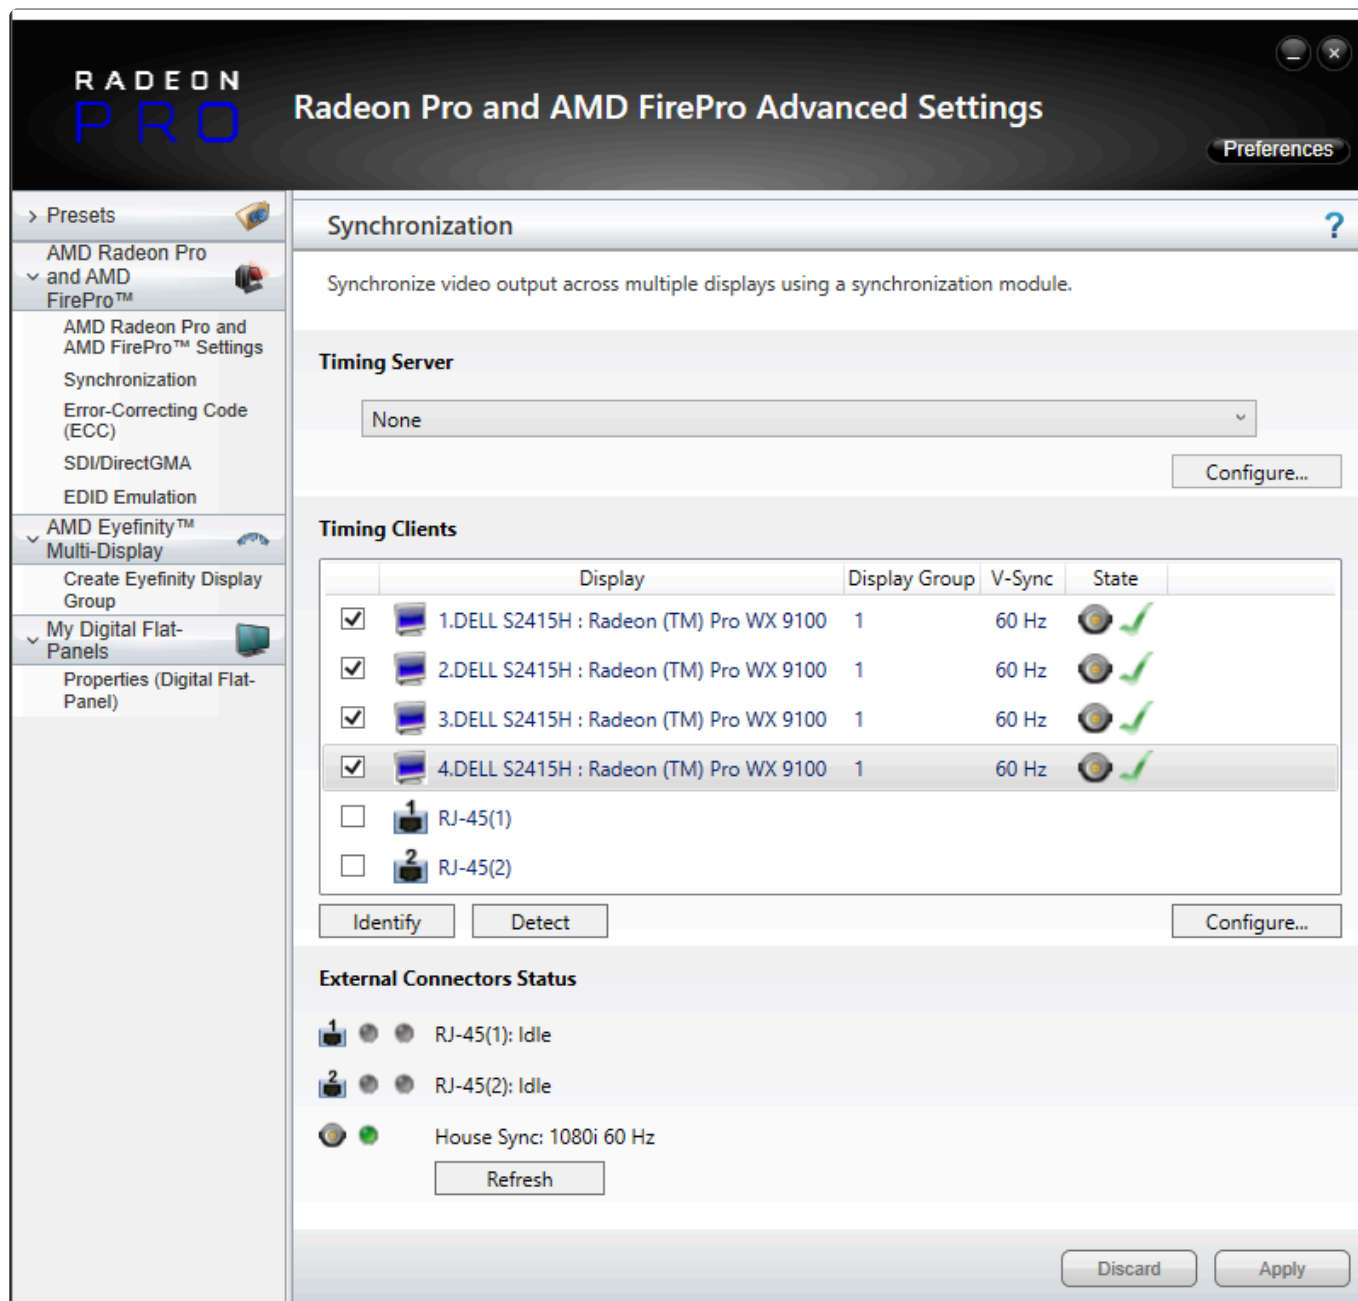 RADEON
PRO
Radeon Pro and AMD FirePro Advanced Settings
Preferences
Presets
AMD Radeon Pro
and AMD
FirePro™
AMD Radeon Pro and
AMD FirePro™ Settings
Synchronization
Error-Correcting Code
(ECC)
SDI/DirectGMA
EDID Emulation
AMD Eyefinity™
Multi-Display
Create Eyefinity Display
Group
My Digital Flat-
Panels
Properties (Digital Flat-
Panel)
Synchronization ?
Synchronize video output across multiple displays using a synchronization module.
Timing Server
None
Configure...
Timing Clients
Display Display Group V-Sync State
1.DELL S2415H : Radeon (TM) Pro WX 9100 1 60 Hz
2.DELL S2415H : Radeon (TM) Pro WX 9100 1 60 Hz
3.DELL S2415H : Radeon (TM) Pro WX 9100 1 60 Hz
4.DELL S2415H : Radeon (TM) Pro WX 9100 1 60 Hz
1 RJ-45(1)
2 RJ-45(2)
Identify Detect Configure...
External Connectors Status
1 RJ-45(1): Idle
2 RJ-45(2): Idle
House Sync: 1080i 60 Hz
Refresh
Discard Apply